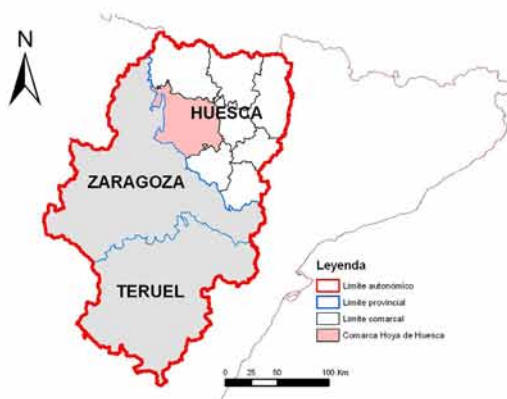 N
HUESCA
ZARAGOZA
TERUEL
Leyenda
Límite autonómico
Límite provincial
Límite comarcal
Comarca Hoya de Huesca
0 25 50 100 Km